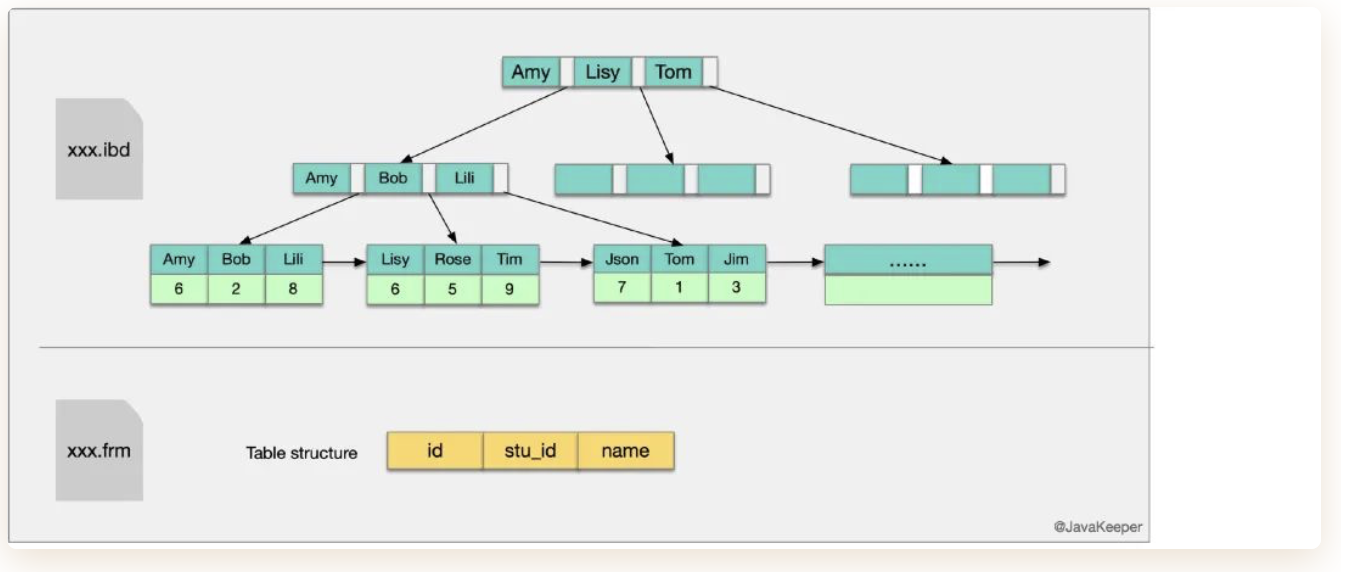 Amy Lisy Tom
xxx.ibd
Amy Bob Lili
Amy Bob Lili Lisy Rose Tim Json Tom Jim ......
6 2 8 6 5 9 7 1 3
xxx.frm
Table structure id stu_id name
@JavaKeeper